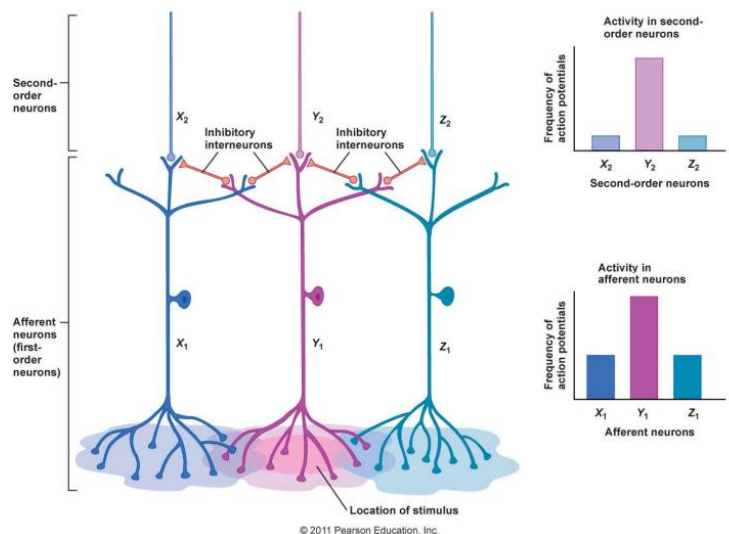 Second-
order
neurons
X2
Inhibitory
interneurons
Y2
Inhibitory
interneurons
Z2
Afferent
neurons
(first-
order
neurons)
X1
Y1
Z1
Location of stimulus
Activity in second-
order neurons
Frequency of
action potentials
X2 Y2 Z2
Second-order neurons
Activity in
afferent neurons
Frequency of
action potentials
X1 Y1 Z1
Afferent neurons
© 2011 Pearson Education, Inc.